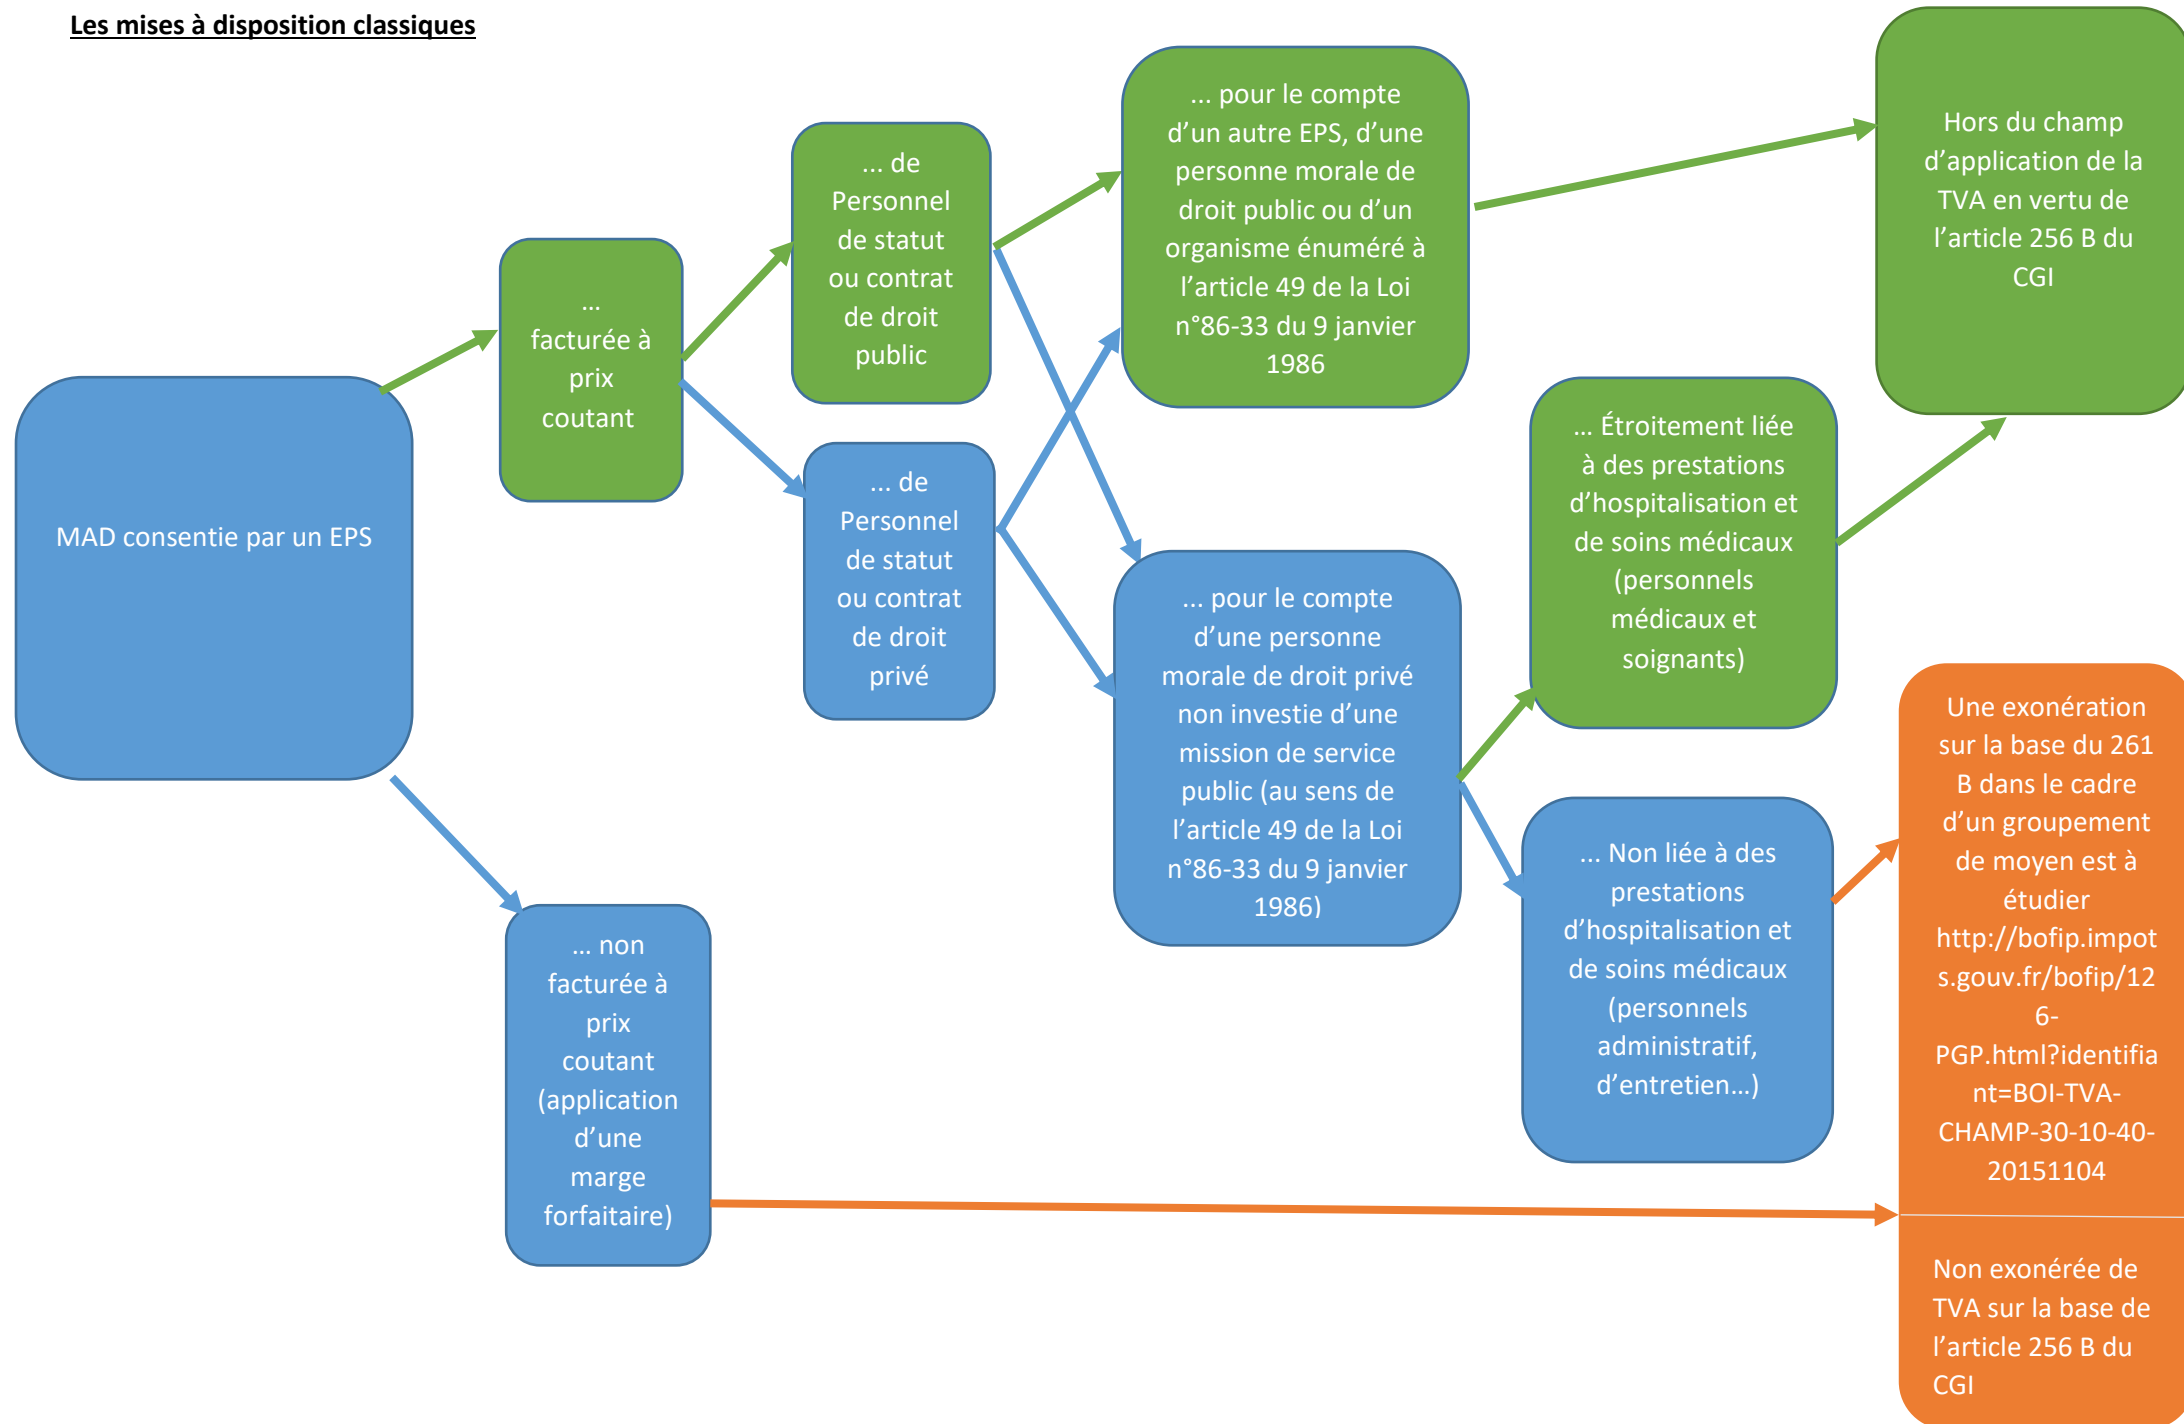 Les mises à disposition classiques
MAD consentie par un EPS
...
facturée à
prix
coutant
... non
facturée à
prix
coutant
(application
d’une
marge
forfaitaire)
... de
Personnel
de statut
ou contrat
de droit
public
... de
Personnel
de statut
ou contrat
de droit
privé
... pour le compte
d’un autre EPS, d’une
personne morale de
droit public ou d’un
organisme énuméré à
l’article 49 de la Loi
n°86-33 du 9 janvier
1986
... pour le compte
d’une personne
morale de droit privé
non investie d’une
mission de service
public (au sens de
l’article 49 de la Loi
n°86-33 du 9 janvier
1986)
... Étroitement liée
à des prestations
d’hospitalisation et
de soins médicaux
(personnels
médicaux et
soignants)
... Non liée à des
prestations
d’hospitalisation et
de soins médicaux
(personnels
administratif,
d’entretien…)
Hors du champ
d’application de la
TVA en vertu de
l’article 256 B du
CGI
Une exonération
sur la base du 261
B dans le cadre
d’un groupement
de moyen est à
étudier
http://bofip.impot
s.gouv.fr/bofip/12
6-
PGP.html?identifia
nt=BOI-TVA-
CHAMP-30-10-40-
20151104
Non exonérée de
TVA sur la base de
l’article 256 B du
CGI